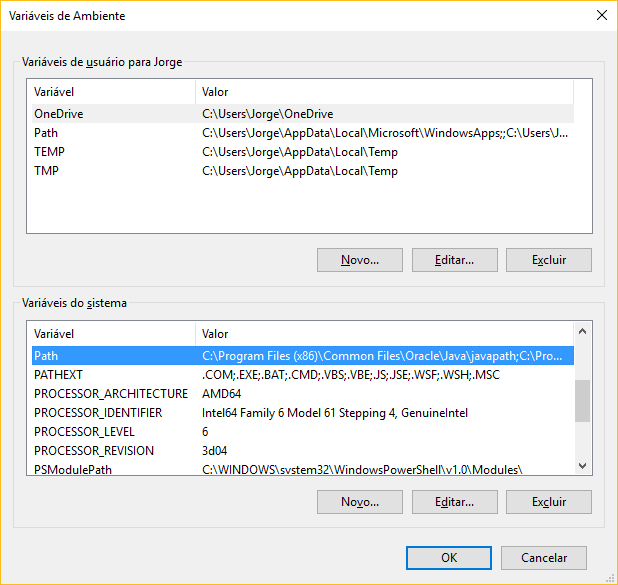 Variáveis de Ambiente
Variáveis de usuário para Jorge
Variável Valor
OneDrive C:\Users\Jorge\OneDrive
Path C:\Users\Jorge\AppData\Local\Microsoft\WindowsApps;;C:\Users\J...
TEMP C:\Users\Jorge\AppData\Local\Temp
TMP C:\Users\Jorge\AppData\Local\Temp
Novo... Editar... Excluir
Variáveis do sistema
Variável Valor
Path C:\Program Files (x86)\Common Files\Oracle\Java\javapath;C:\Pro...
PATHEXT .COM;.EXE;.BAT;.CMD;.VBS;.VBE;.JS;.JSE;.WSF;.WSH;.MSC
PROCESSOR_ARCHITECTURE AMD64
PROCESSOR_IDENTIFIER Intel64 Family 6 Model 61 Stepping 4, GenuineIntel
PROCESSOR_LEVEL 6
PROCESSOR_REVISION 3d04
PSModulePath C:\WINDOWS\system32\WindowsPowerShell\v1.0\Modules\
Novo... Editar... Excluir
OK Cancelar